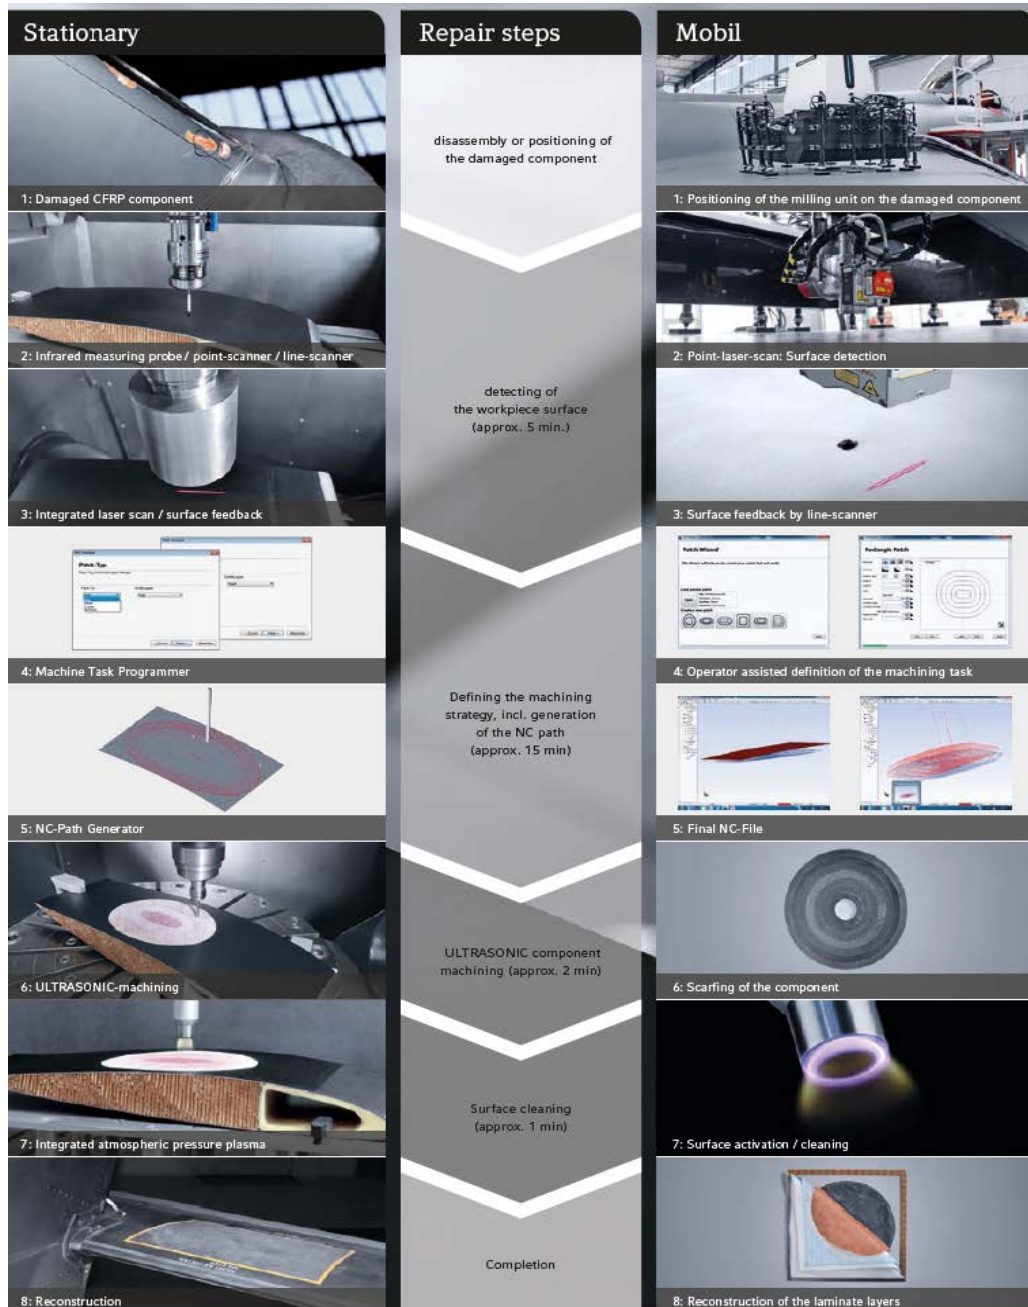 Stationary
Repair steps
Mobil
1: Damaged CFRP component
disassembly or positioning of
the damaged component
1: Positioning of the milling unit on the damaged component
2: Infrared measuring probe / point-scanner / line-scanner
2: Point-laser-scan: Surface detection
detecting of
the workpiece surface
(approx. 5 min.)
3: Integrated laser scan / surface feedback
3: Surface feedback by line-scanner
Patch Typ.
Patch Wizard
Rectangle Patch
4: Machine Task Programmer
4: Operator assisted definition of the machining task
Defining the machining
strategy, incl. generation
of the NC path
(approx. 15 min)
5: NC-Path Generator
5: Final NC-File
ULTRASONIC component
machining (approx. 2 min)
6: ULTRASONIC-machining
6: Scarfing of the component
Surface cleaning
(approx. 1 min)
7: Integrated atmospheric pressure plasma
7: Surface activation / cleaning
Completion
8: Reconstruction
8: Reconstruction of the laminate layers